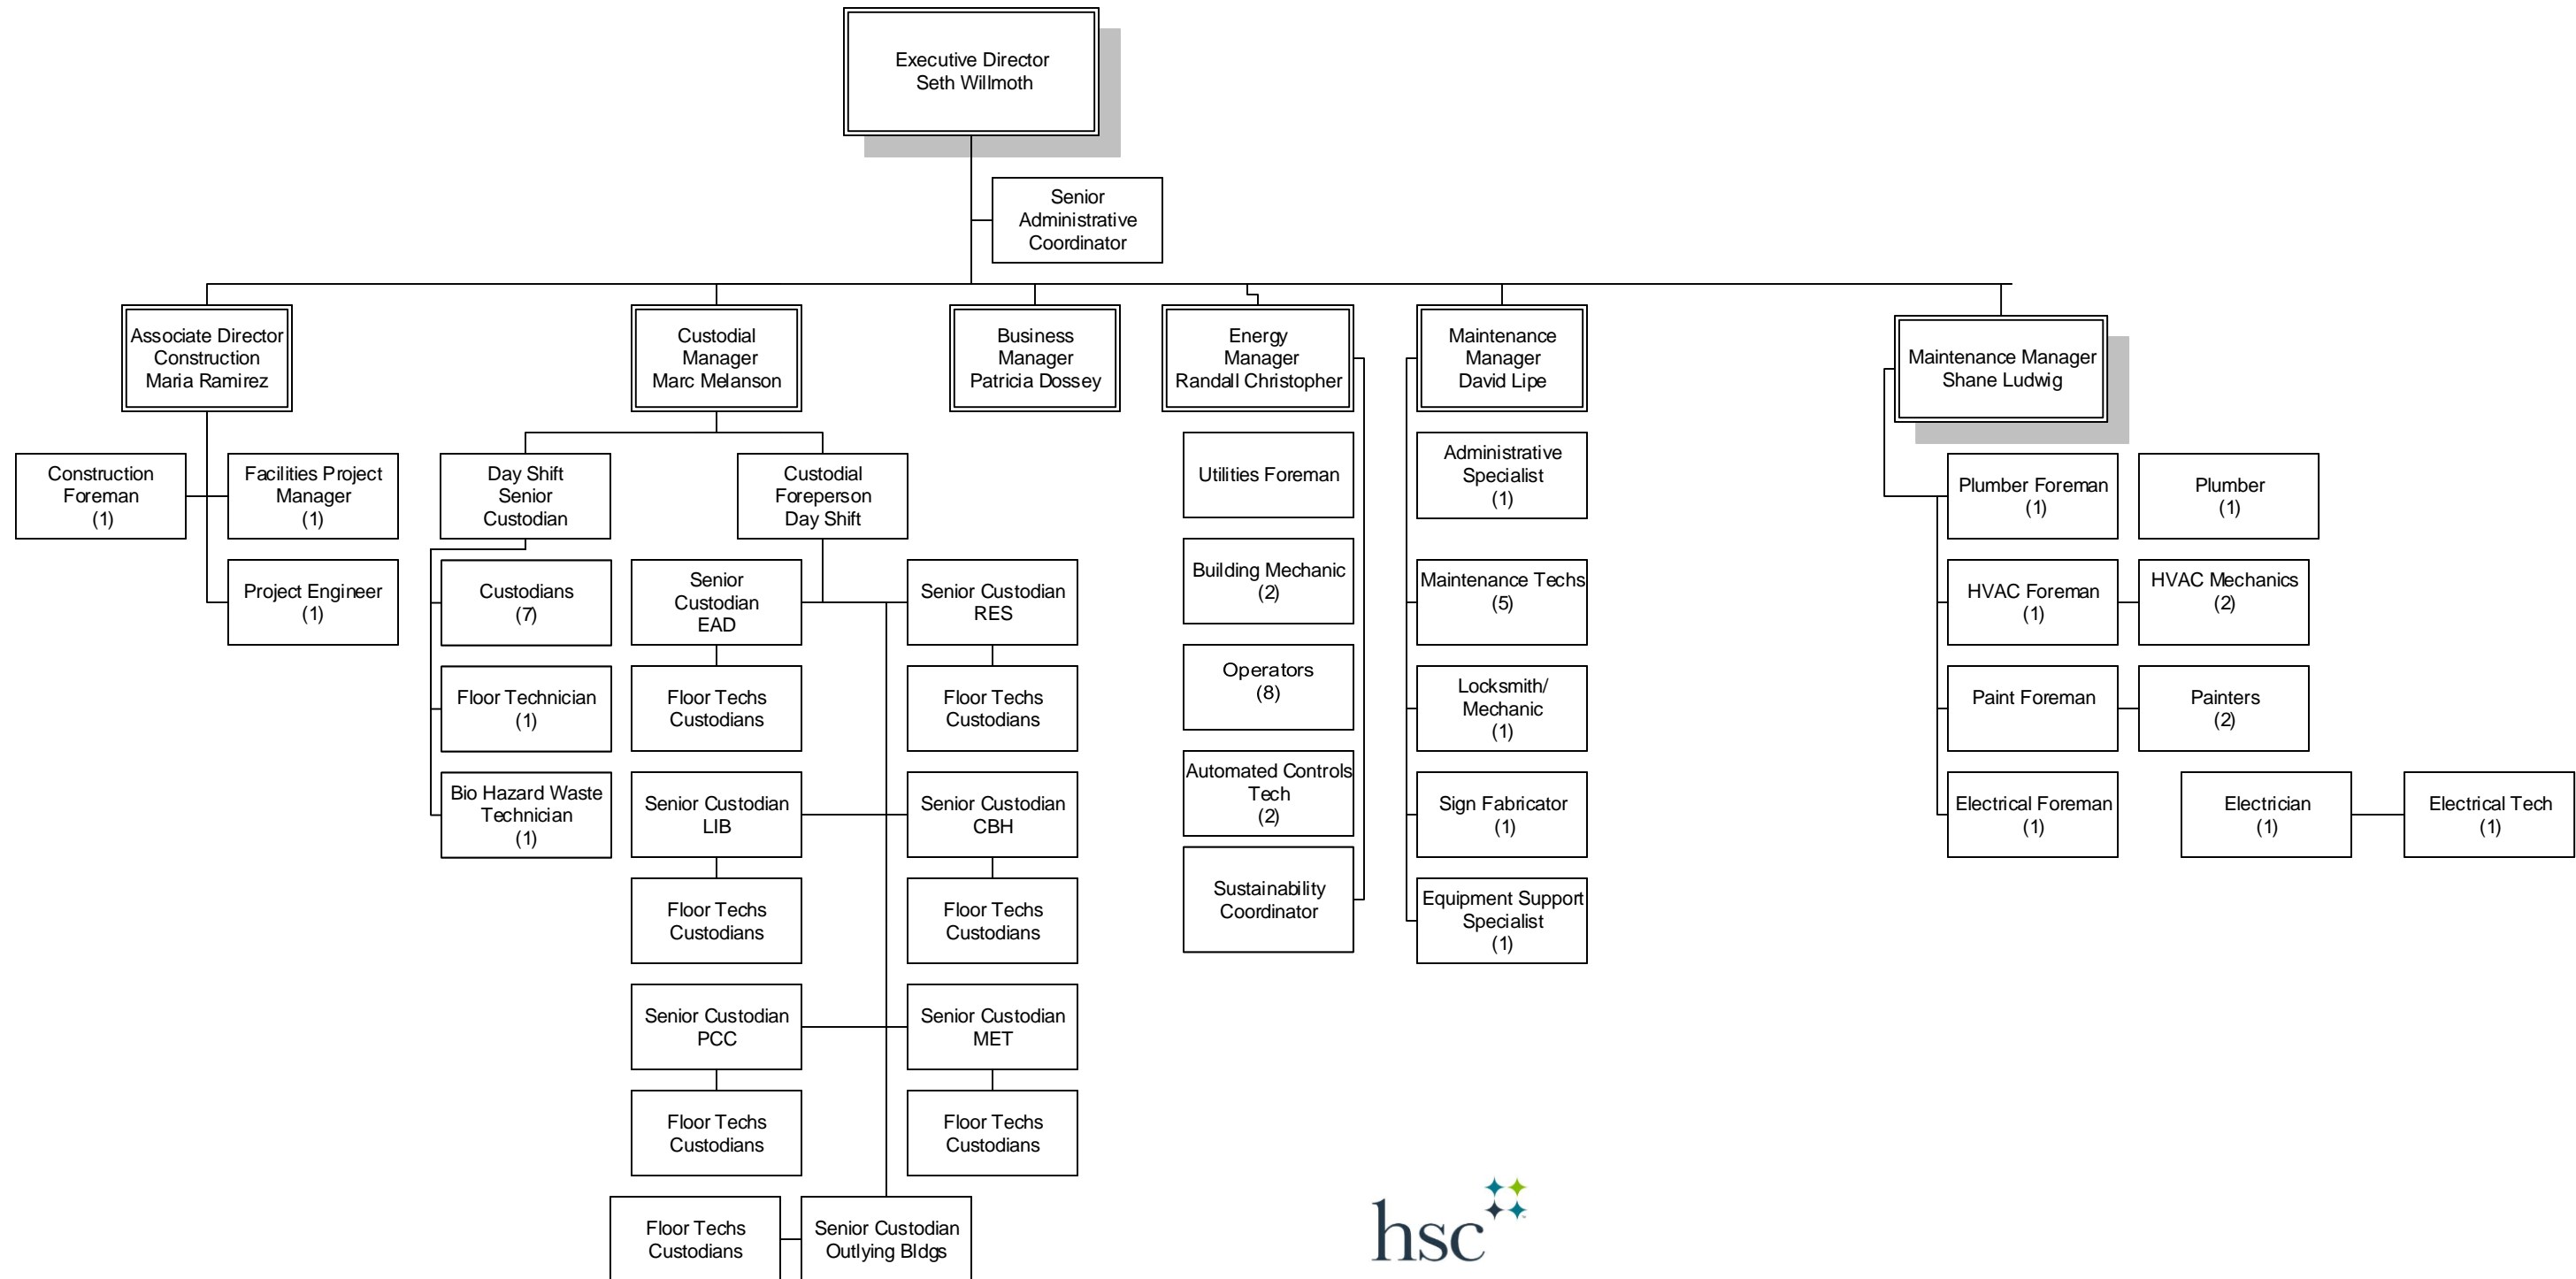 Executive Director
Seth Willmoth
Senior
Administrative
Coordinator
Associate Director
Construction
Maria Ramirez
Custodial
Manager
Marc Melanson
Business
Manager
Patricia Dossey
Energy
Manager
Randall Christopher
Maintenance
Manager
David Lipe
Maintenance Manager
Shane Ludwig
Construction
Foreman
(1)
Facilities Project
Manager
(1)
Project Engineer
(1)
Day Shift
Senior
Custodian
Custodians
(7)
Floor Technician
(1)
Bio Hazard Waste
Technician
(1)
Custodial
Foreperson
Day Shift
Senior
Custodian
EAD
Floor Techs
Custodians
Senior Custodian
RES
Floor Techs
Custodians
Senior Custodian
LIB
Floor Techs
Custodians
Senior Custodian
CBH
Floor Techs
Custodians
Senior Custodian
PCC
Floor Techs
Custodians
Senior Custodian
MET
Floor Techs
Custodians
Floor Techs
Custodians
Senior Custodian
Outlying Bldgs
Utilities Foreman
Building Mechanic
(2)
Operators
(8)
Automated Controls
Tech
(2)
Sustainability
Coordinator
Administrative
Specialist
(1)
Maintenance Techs
(5)
Locksmith/
Mechanic
(1)
Sign Fabricator
(1)
Equipment Support
Specialist
(1)
Plumber Foreman
(1)
Plumber
(1)
HVAC Foreman
(1)
HVAC Mechanics
(2)
Paint Foreman
Painters
(2)
Electrical Foreman
(1)
Electrician
(1)
Electrical Tech
(1)
hsc